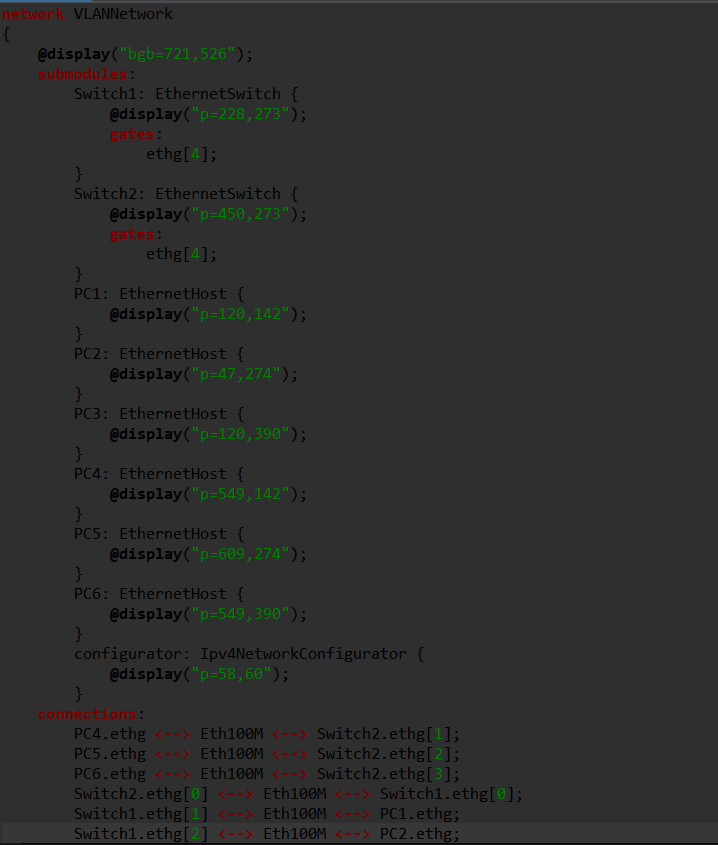 network VLANNetwork
{
    @display("bgb=721,526");
    submodules:
        Switch1: EthernetSwitch {
            @display("p=228,273");
            gates:
                ethg[4];
        }
        Switch2: EthernetSwitch {
            @display("p=450,273");
            gates:
                ethg[4];
        }
        PC1: EthernetHost {
            @display("p=120,142");
        }
        PC2: EthernetHost {
            @display("p=47,274");
        }
        PC3: EthernetHost {
            @display("p=120,390");
        }
        PC4: EthernetHost {
            @display("p=549,142");
        }
        PC5: EthernetHost {
            @display("p=609,274");
        }
        PC6: EthernetHost {
            @display("p=549,390");
        }
        configurator: Ipv4NetworkConfigurator {
            @display("p=58,60");
        }
    connections:
        PC4.ethg <--> Eth100M <--> Switch2.ethg[1];
        PC5.ethg <--> Eth100M <--> Switch2.ethg[2];
        PC6.ethg <--> Eth100M <--> Switch2.ethg[3];
        Switch2.ethg[0] <--> Eth100M <--> Switch1.ethg[0];
        Switch1.ethg[1] <--> Eth100M <--> PC1.ethg;
        Switch1.ethg[2] <--> Eth100M <--> PC2.ethg;